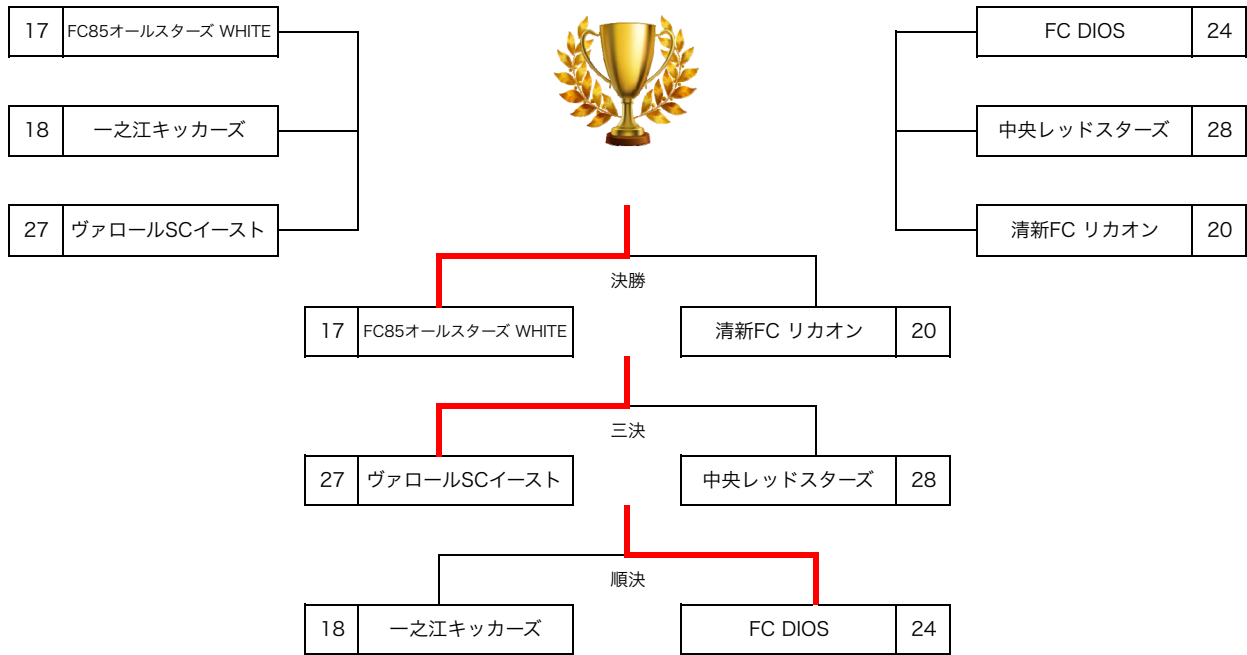 17 FC85オールスターズ WHITE
FC DIOS 24
18 一之江キッカーズ
中央レッドスターズ 28
27 ヴァロールSCイースト
清新FC リカオン 20
決勝
17 FC85オールスターズ WHITE
清新FC リカオン 20
三決
27 ヴァロールSCイースト
中央レッドスターズ 28
順決
18 一之江キッカーズ
FC DIOS 24